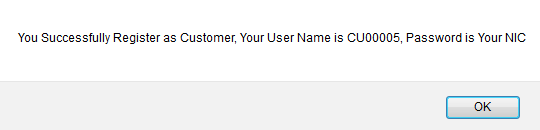 You Successfully Register as Customer, Your User Name is CU00005, Password is Your NIC
OK